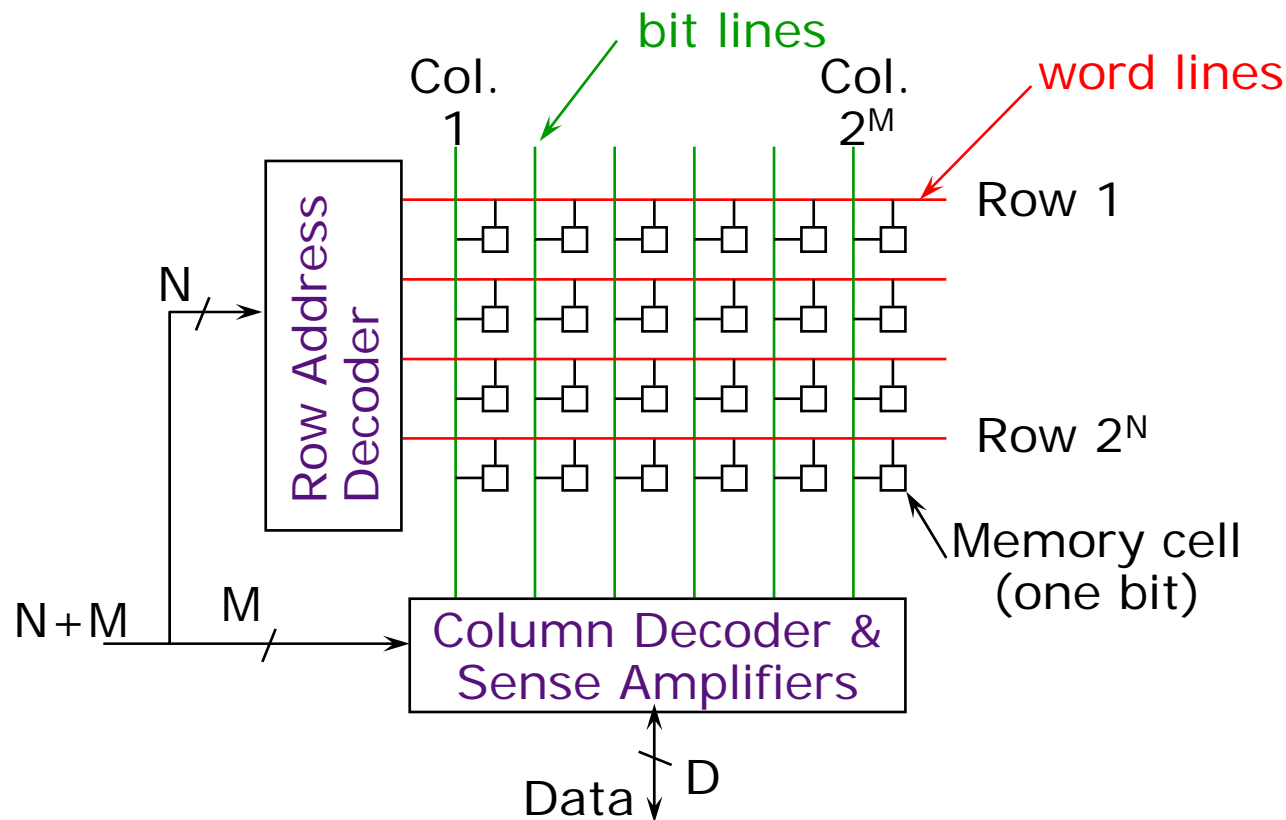 bit lines
word lines
Col.
1
Col.
2ᴹ
Row 1
Row Address
Decoder
N
Row 2ᴺ
Memory cell
(one bit)
N+M
M
Column Decoder &
Sense Amplifiers
D
Data